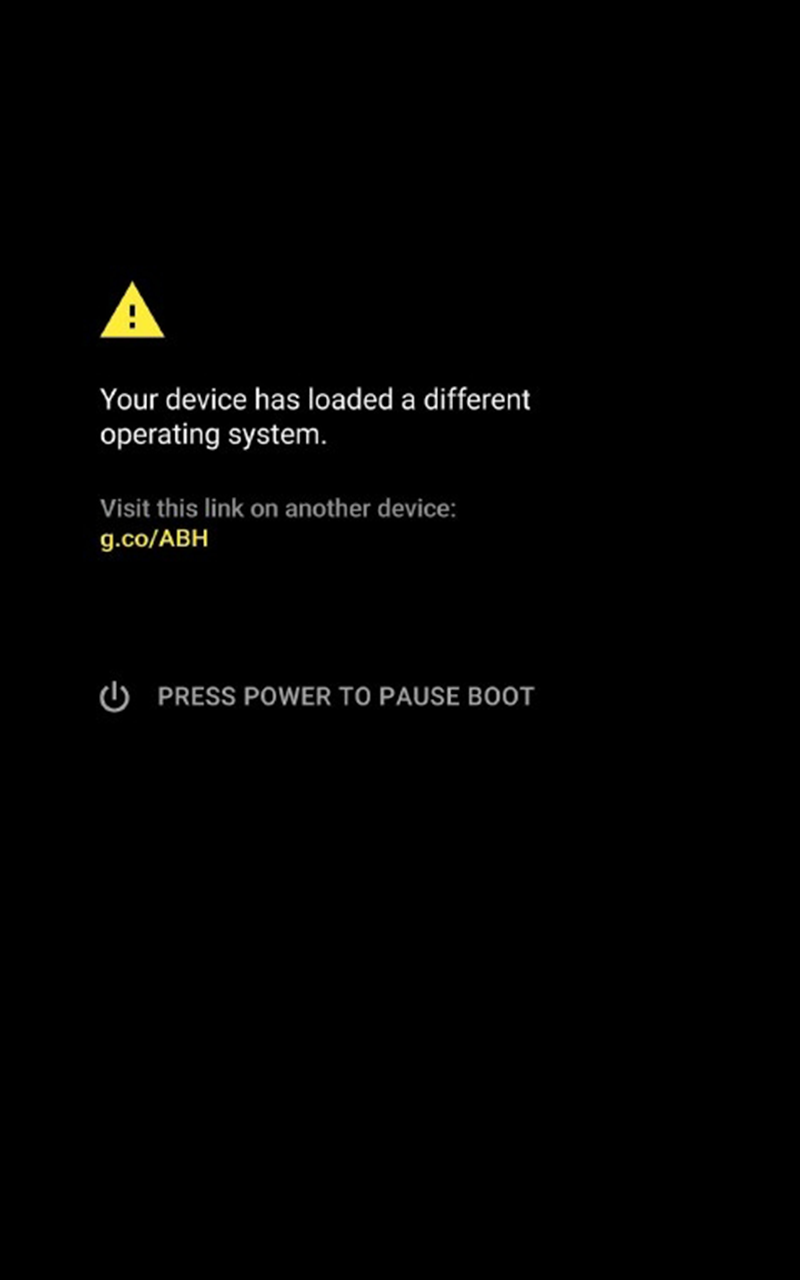 Your device has loaded a different
operating system.
Visit this link on another device:
g.co/ABH
PRESS POWER TO PAUSE BOOT